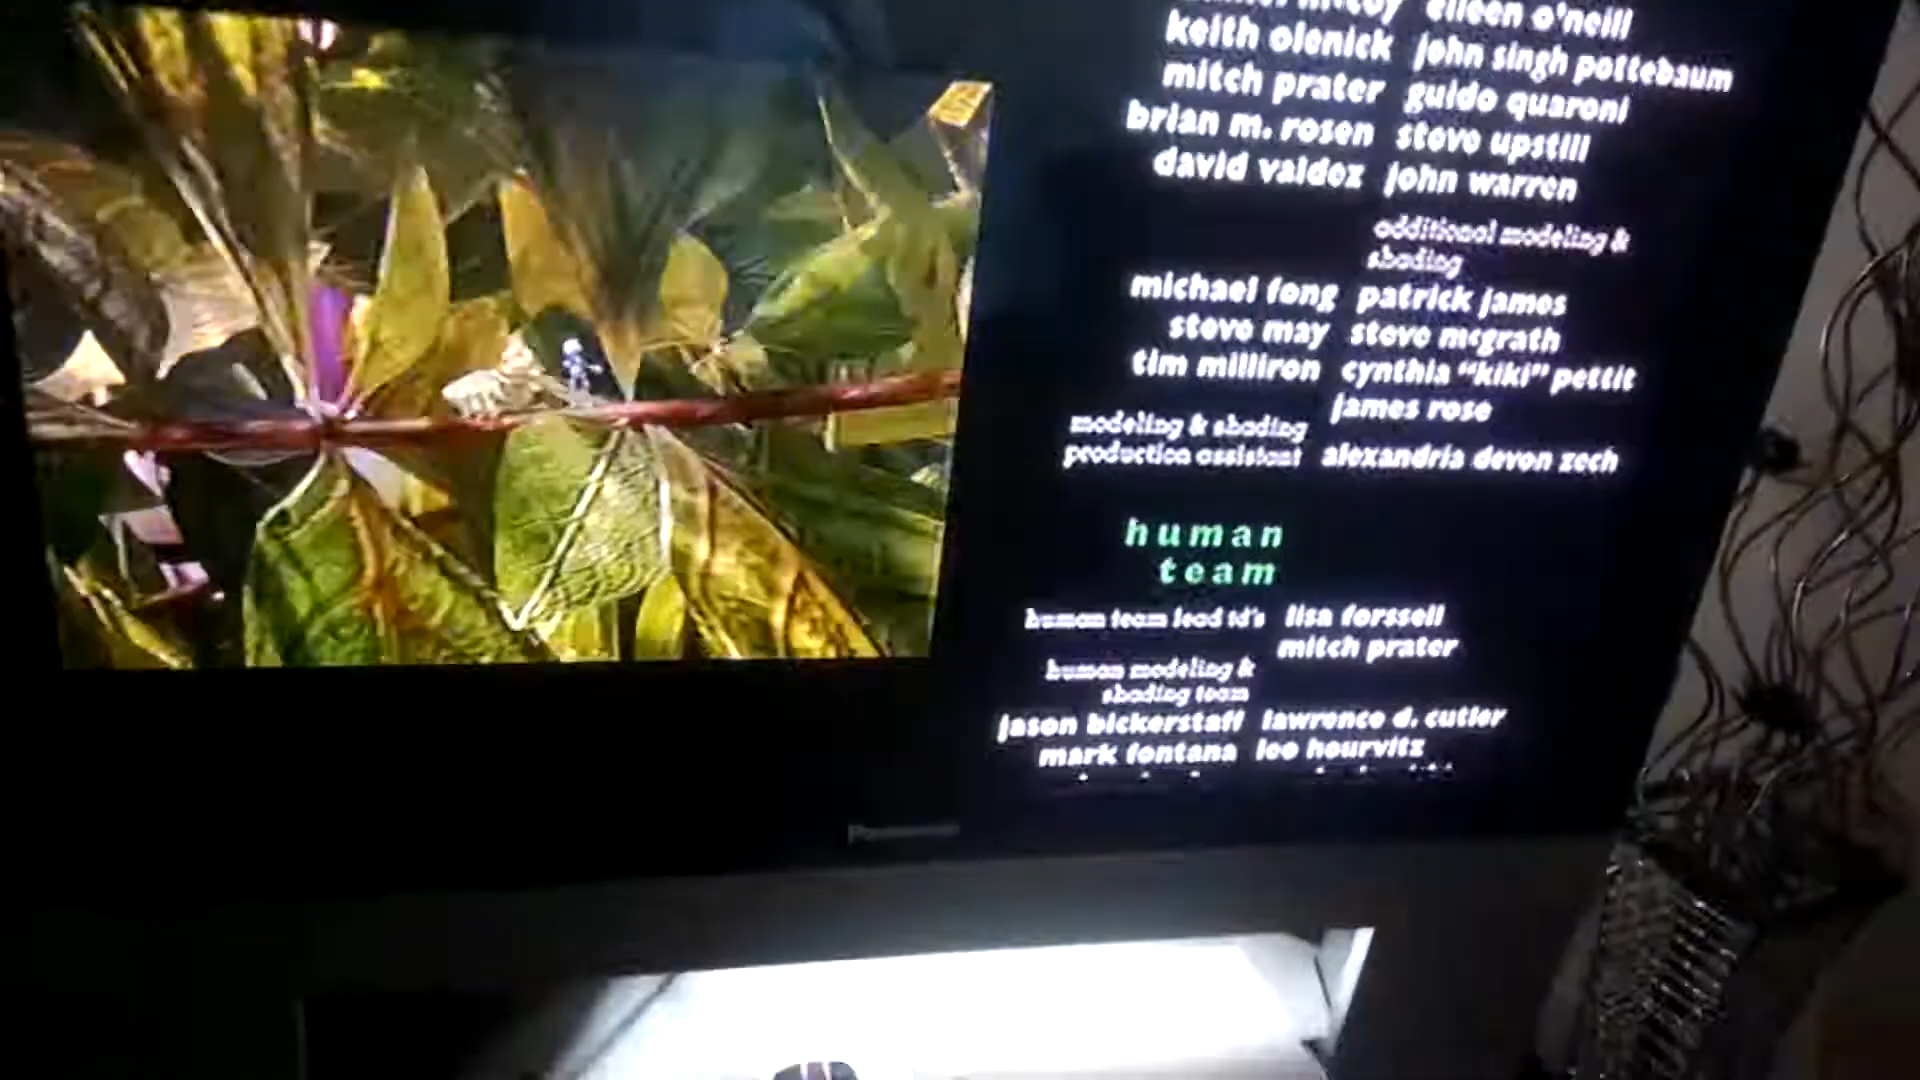 eileen o'neill
keith olenick john singh pottebaum
mitch prater guido quaroni
brian m. rosen steve upstill
david valdez john warren
additional modeling &
shading
michael fong patrick james
steve may steve mcgrath
tim milliron cynthia "kiki" pettit
james rose
modeling & shading
production assistant alexandria devon zech
human
team
human team lead td's lisa forssell
mitch prater
human modeling &
shading team
jason bickerstaff lawrence d. cutler
mark fontana leo hourvitz
Panasonic